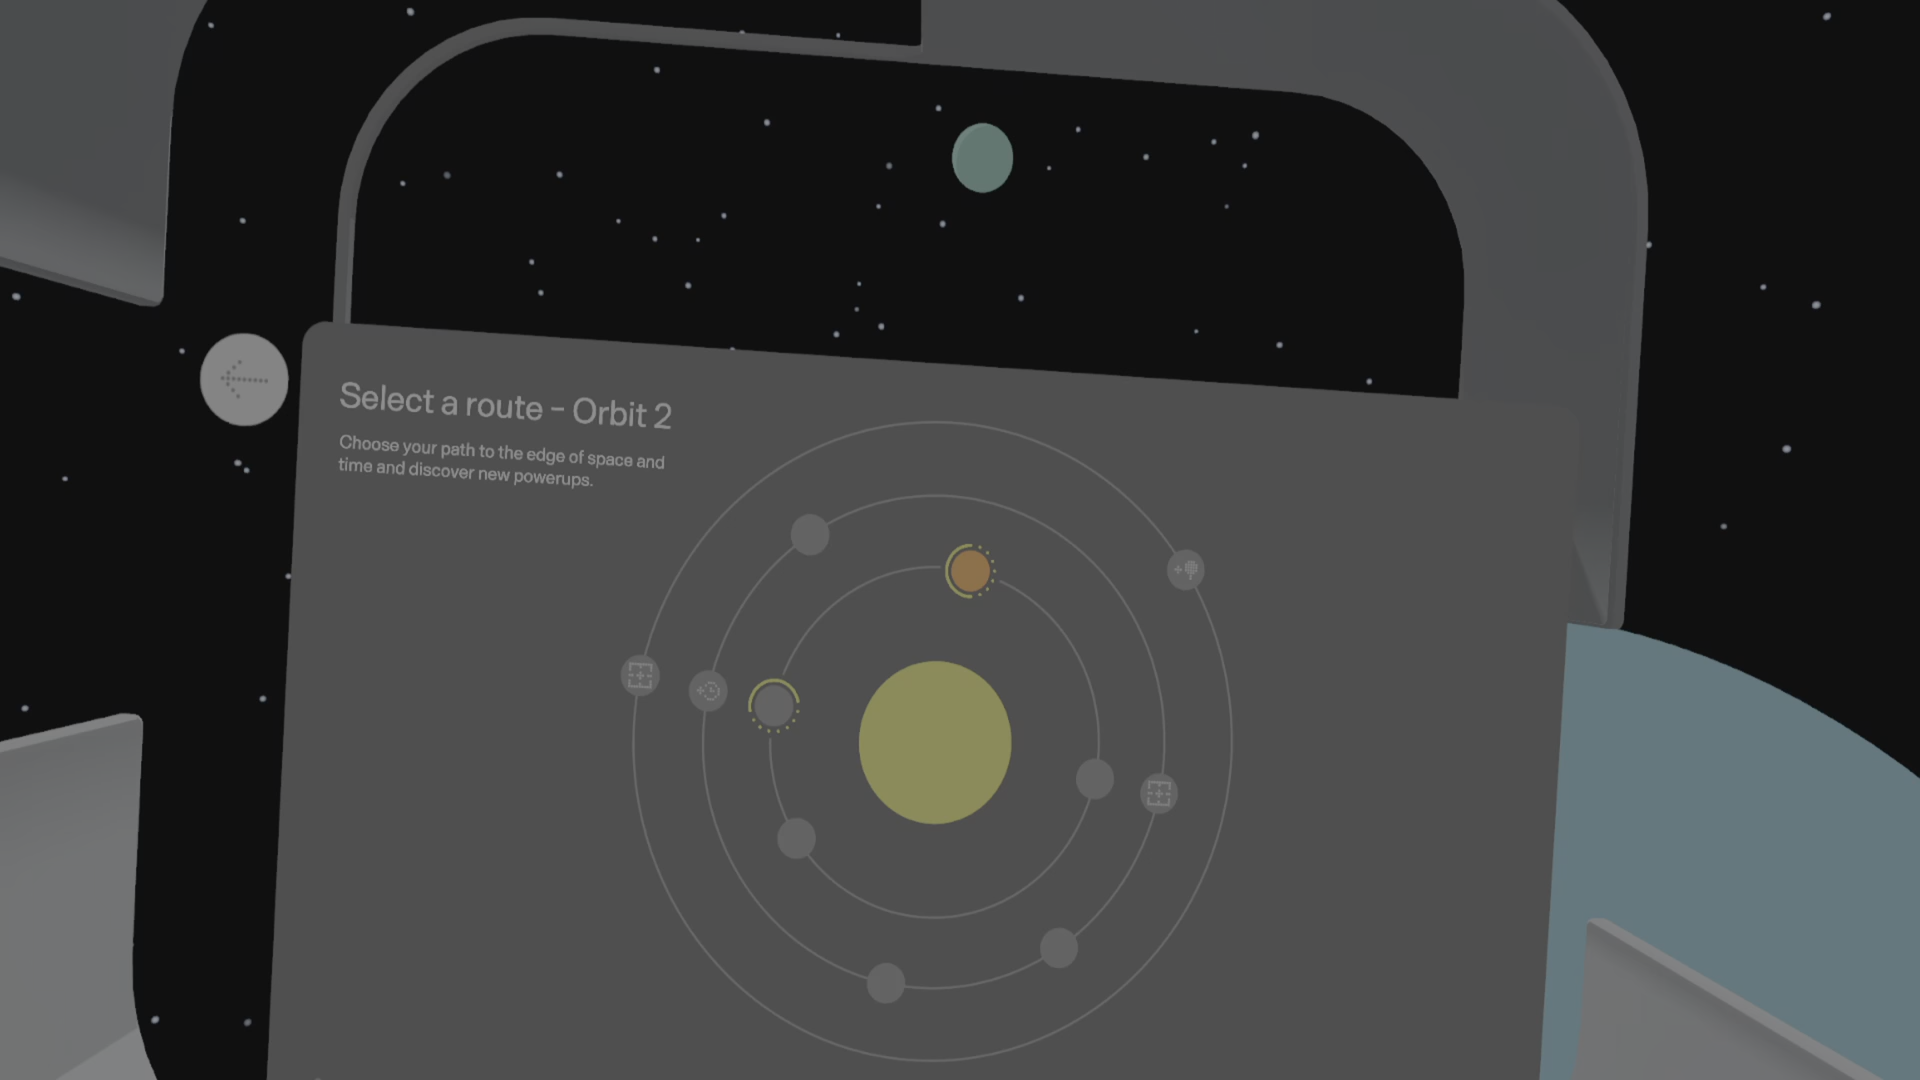 Select a route – Orbit 2
Choose your path to the edge of space and
time and discover new powerups.